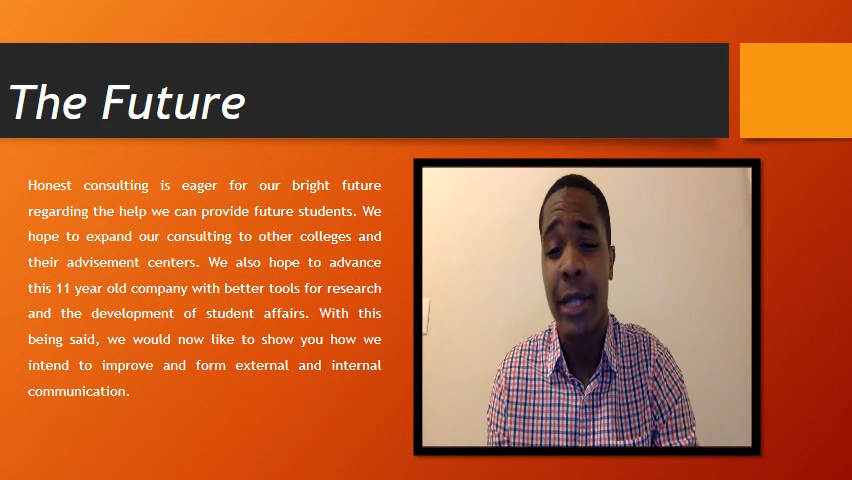 The Future
Honest consulting is eager for our bright future
regarding the help we can provide future students. We
hope to expand our consulting to other colleges and
their advisement centers. We also hope to advance
this 11 year old company with better tools for research
and the development of student affairs. With this
being said, we would now like to show you how we
intend to improve and form external and internal
communication.